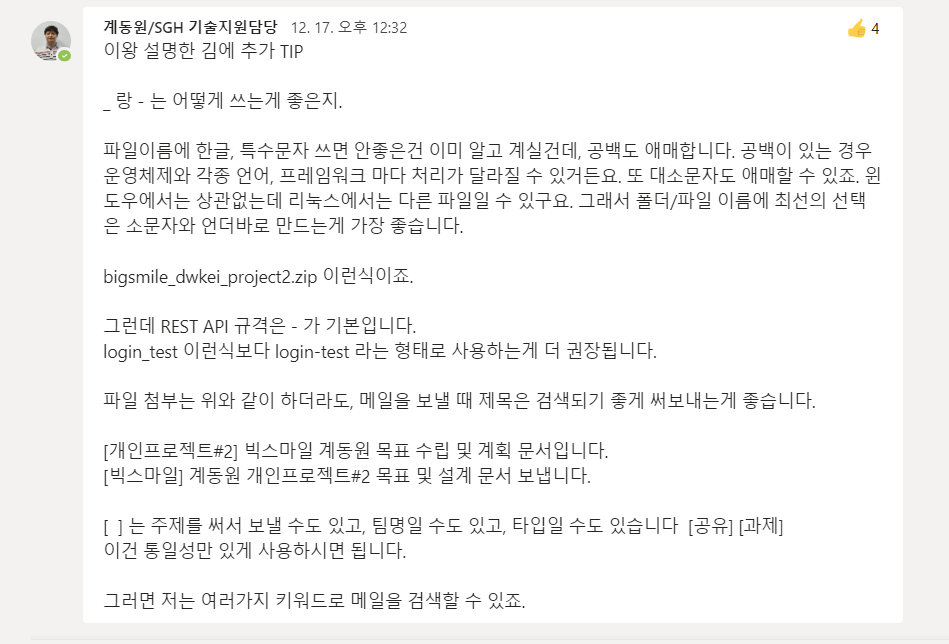 계동원/SGH 기술지원담당 12. 17. 오후 12:32
4
이왕 설명한 김에 추가 TIP
_ 랑 - 는 어떻게 쓰는게 좋은지.
파일이름에 한글, 특수문자 쓰면 안좋은건 이미 알고 계실건데, 공백도 애매합니다. 공백이 있는 경우
운영체제와 각종 언어, 프레임워크 마다 처리가 달라질 수 있거든요. 또 대소문자도 애매할 수 있죠. 윈
도우에서는 상관없는데 리눅스에서는 다른 파일일 수 있구요. 그래서 폴더/파일 이름에 최선의 선택
은 소문자와 언더바로 만드는게 가장 좋습니다.
bigsmile_dwkei_project2.zip 이런식이죠.
그런데 REST API 규격은 - 가 기본입니다.
login_test 이런식보다 login-test 라는 형태로 사용하는게 더 권장됩니다.
파일 첨부는 위와 같이 하더라도, 메일을 보낼 때 제목은 검색되기 좋게 써보내는게 좋습니다.
[개인프로젝트#2] 빅스마일 계동원 목표 수립 및 계획 문서입니다.
[빅스마일] 계동원 개인프로젝트#2 목표 및 설계 문서 보냅니다.
[ ] 는 주제를 써서 보낼 수도 있고, 팀명일 수도 있고, 타입일 수도 있습니다 [공유] [과제]
이건 통일성만 있게 사용하시면 됩니다.
그러면 저는 여러가지 키워드로 메일을 검색할 수 있죠.